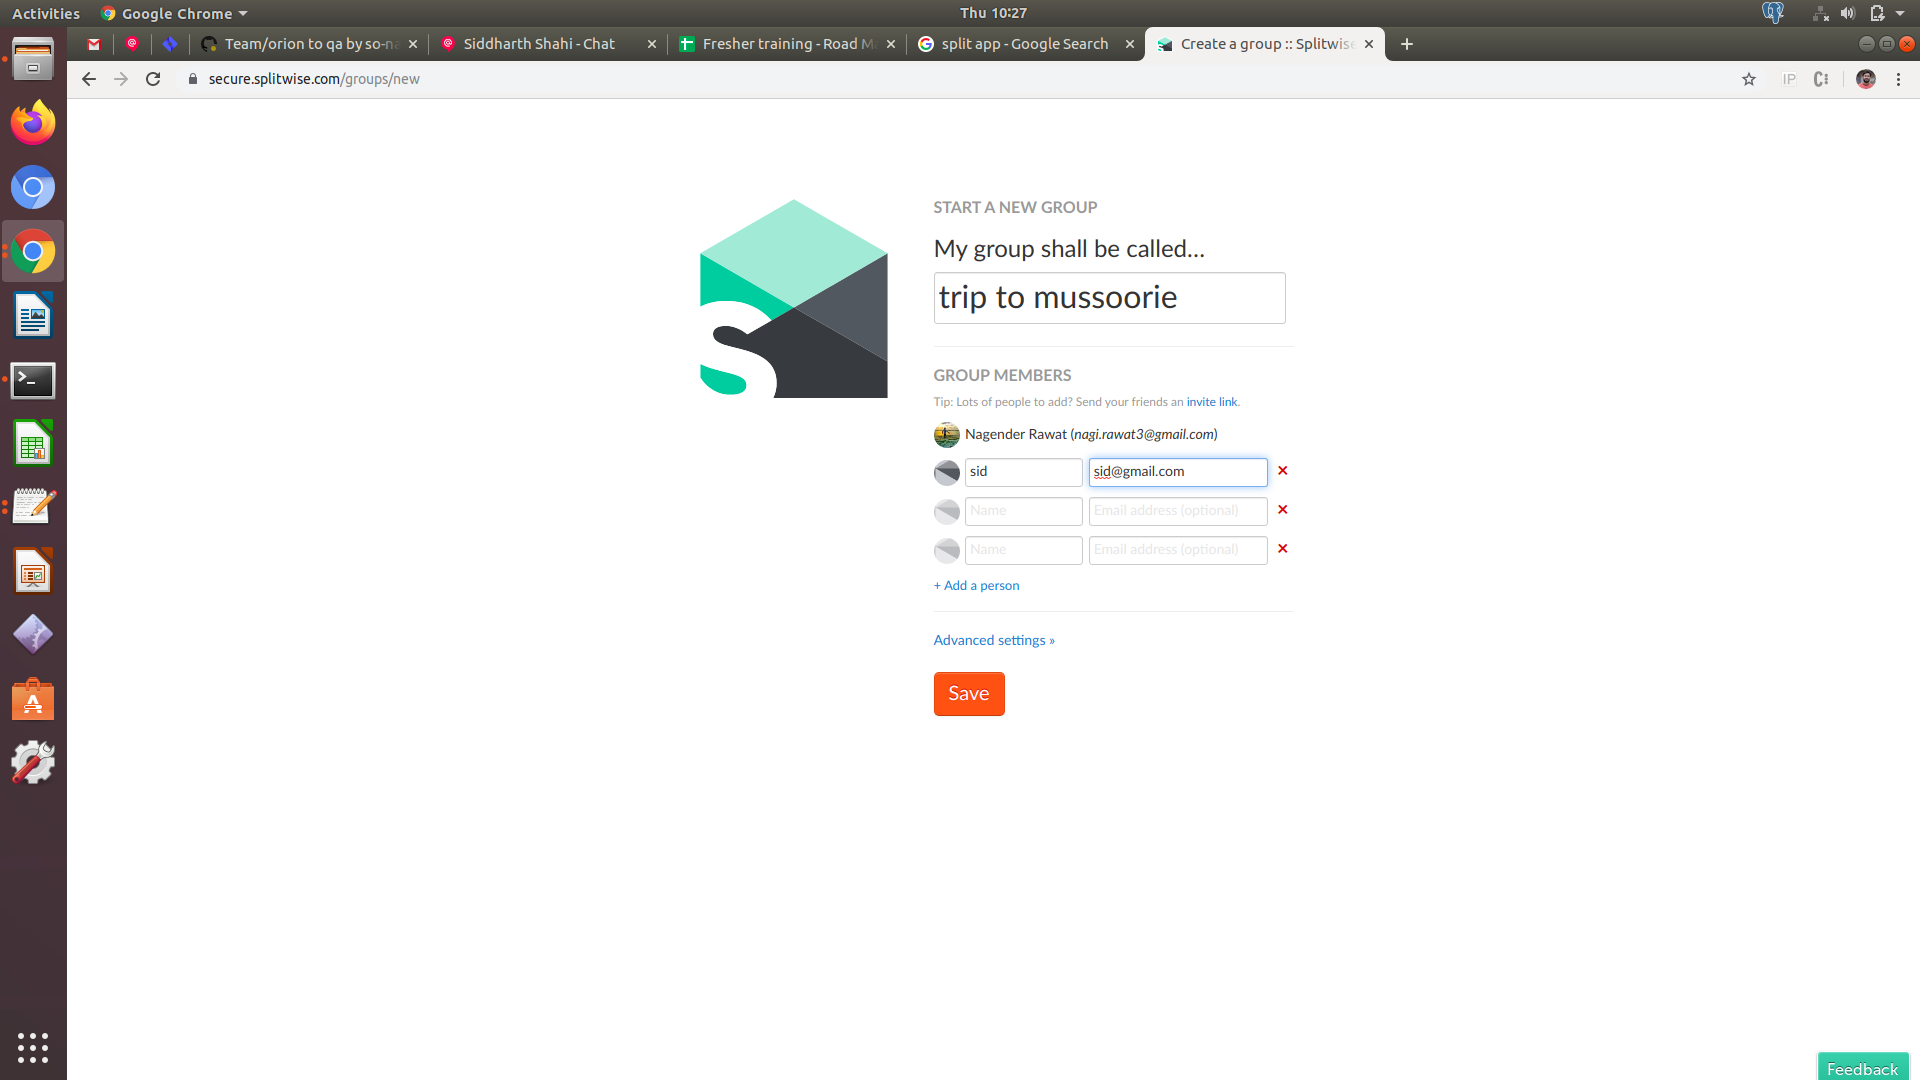 Activities Google Chrome Thu 10:27
Team/orion to qa by so-na Siddharth Shahi - Chat Fresher training - Road M split app - Google Search Create a group :: Splitwise
secure.splitwise.com/groups/new IP C
START A NEW GROUP
My group shall be called...
trip to mussoorie
S
GROUP MEMBERS
Tip: Lots of people to add? Send your friends an invite link.
Nagender Rawat (nagi.rawat3@gmail.com)
sid sid@gmail.com
Name Email address (optional)
Name Email address (optional)
+ Add a person
Advanced settings »
Save
Feedback